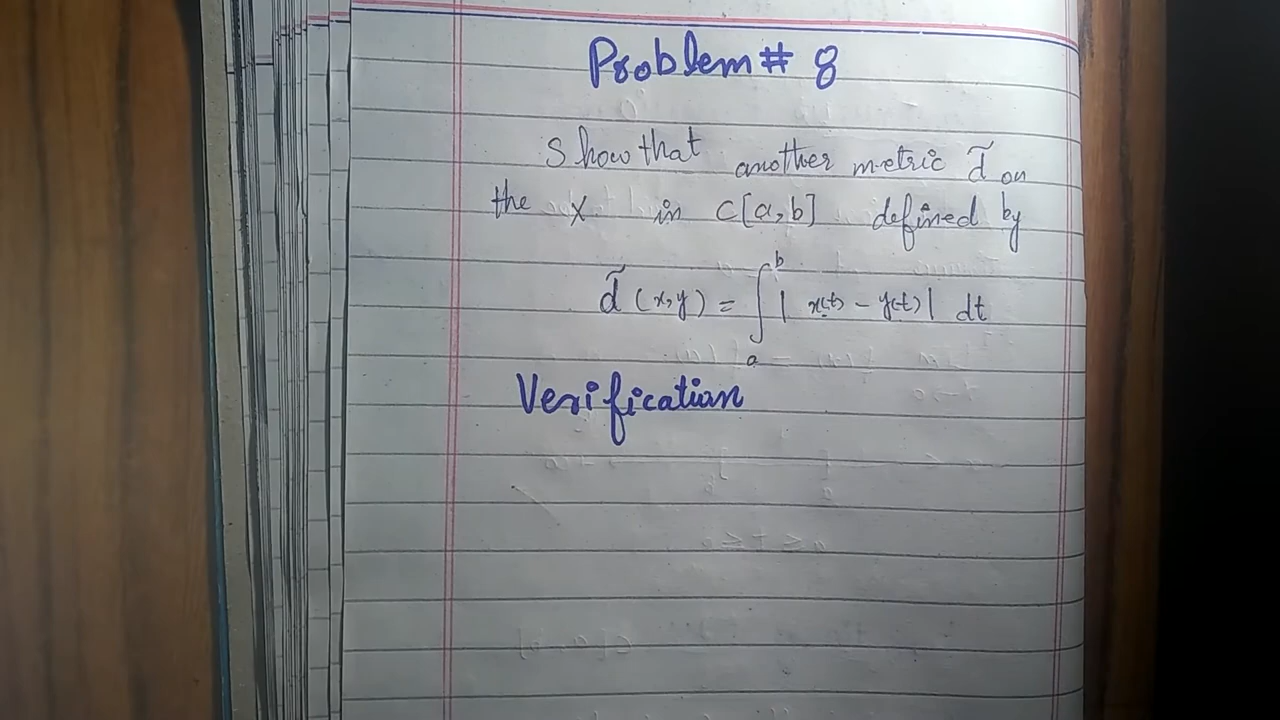 Problem # 8
Show that another metric d̃ on
the X in C[a,b] defined by
d̃ (x,y) = ∫ₐᵇ | x(t) - y(t) | dt
Verification